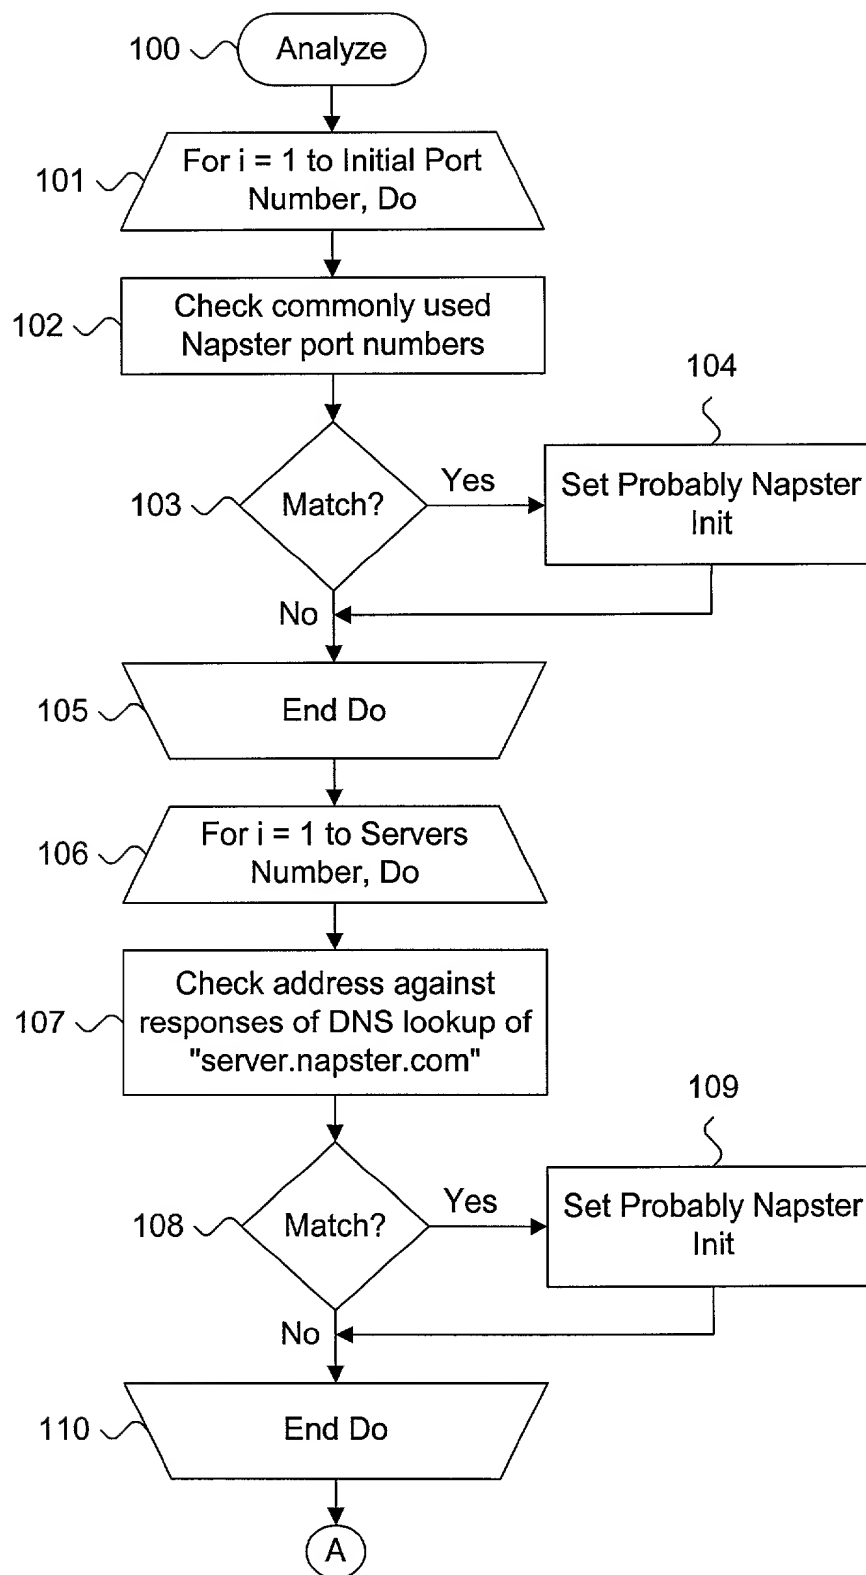 100
Analyze
101
For i = 1 to Initial Port
Number, Do
102
Check commonly used
Napster port numbers
104
103
Match?
Yes
Set Probably Napster
Init
No
105
End Do
106
For i = 1 to Servers
Number, Do
107
Check address against
responses of DNS lookup of
"server.napster.com"
109
108
Match?
Yes
Set Probably Napster
Init
No
110
End Do
A